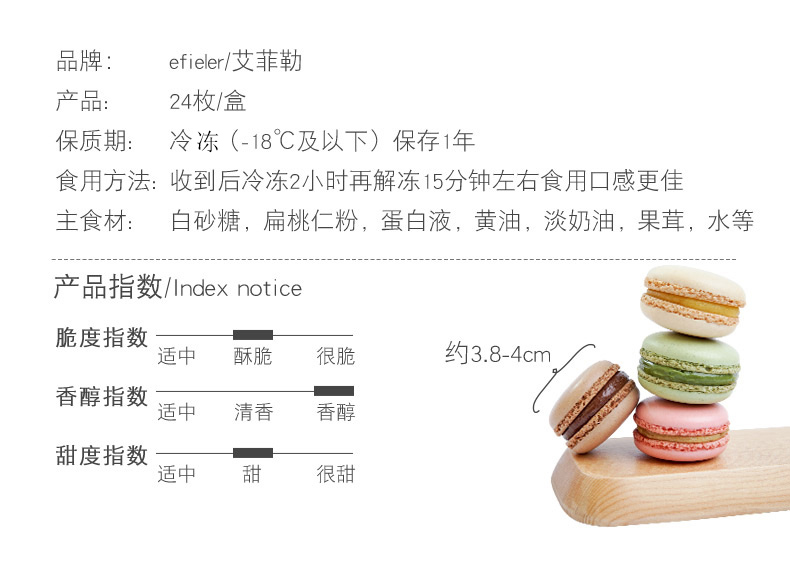 品牌： efieler/艾菲勒
产品: 24枚/盒
保质期: 冷冻（-18℃及以下）保存1年
食用方法: 收到后冷冻2小时再解冻15分钟左右食用口感更佳
主食材: 白砂糖，扁桃仁粉，蛋白液，黄油，淡奶油，果茸，水等
产品指数/Index notice
脆度指数
适中 酥脆 很脆
约3.8-4cm
香醇指数
适中 清香 香醇
甜度指数
适中 甜 很甜